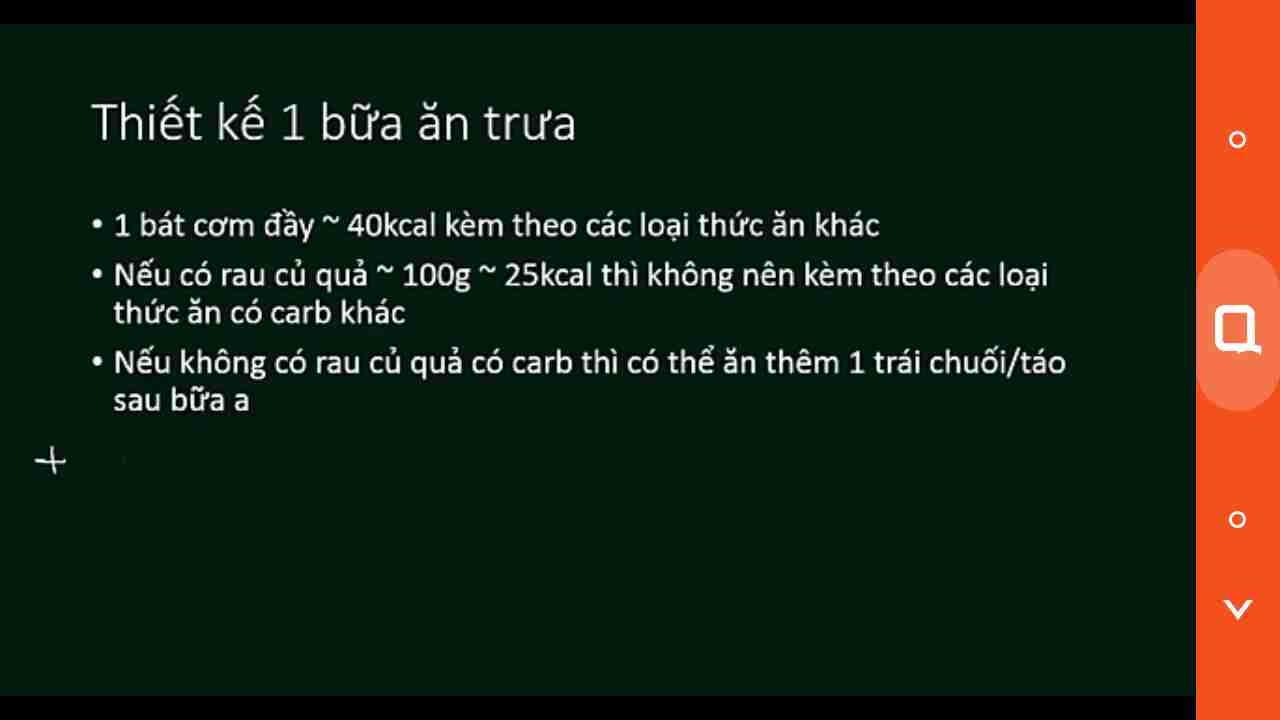 Thiết kế 1 bữa ăn trưa
• 1 bát cơm đầy ~ 40kcal kèm theo các loại thức ăn khác
• Nếu có rau củ quả ~ 100g ~ 25kcal thì không nên kèm theo các loại
thức ăn có carb khác
• Nếu không có rau củ quả có carb thì có thể ăn thêm 1 trái chuối/táo
sau bữa a
+